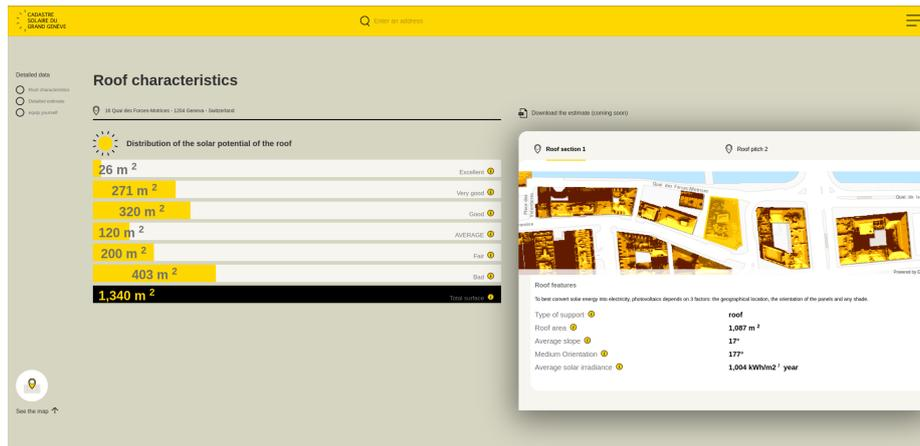 CADASTRE
SOLAIRE DU
GRAND GENÈVE
Enter an address
Detailed data
Roof characteristics
Detailed estimate
equip yourself
Roof characteristics
16 Quai des Forces-Motrices - 1204 Geneva - Switzerland
Download the estimate (coming soon)
Distribution of the solar potential of the roof
26 m 2
Excellent
271 m 2
Very good
320 m 2
Good
120 m 2
AVERAGE
200 m 2
Fair
403 m 2
Bad
1,340 m 2
Total surface
Roof section 1
Roof pitch 2
Quai des Forces-Motrices
Place des
Quai de
Powered by E
Roof features
To best convert solar energy into electricity, photovoltaics depends on 3 factors: the geographical location, the orientation of the panels and any shade.
Type of support
roof
Roof area
1,087 m 2
Average slope
17°
Medium Orientation
177°
Average solar irradiance
1,004 kWh/m2 / year
See the map